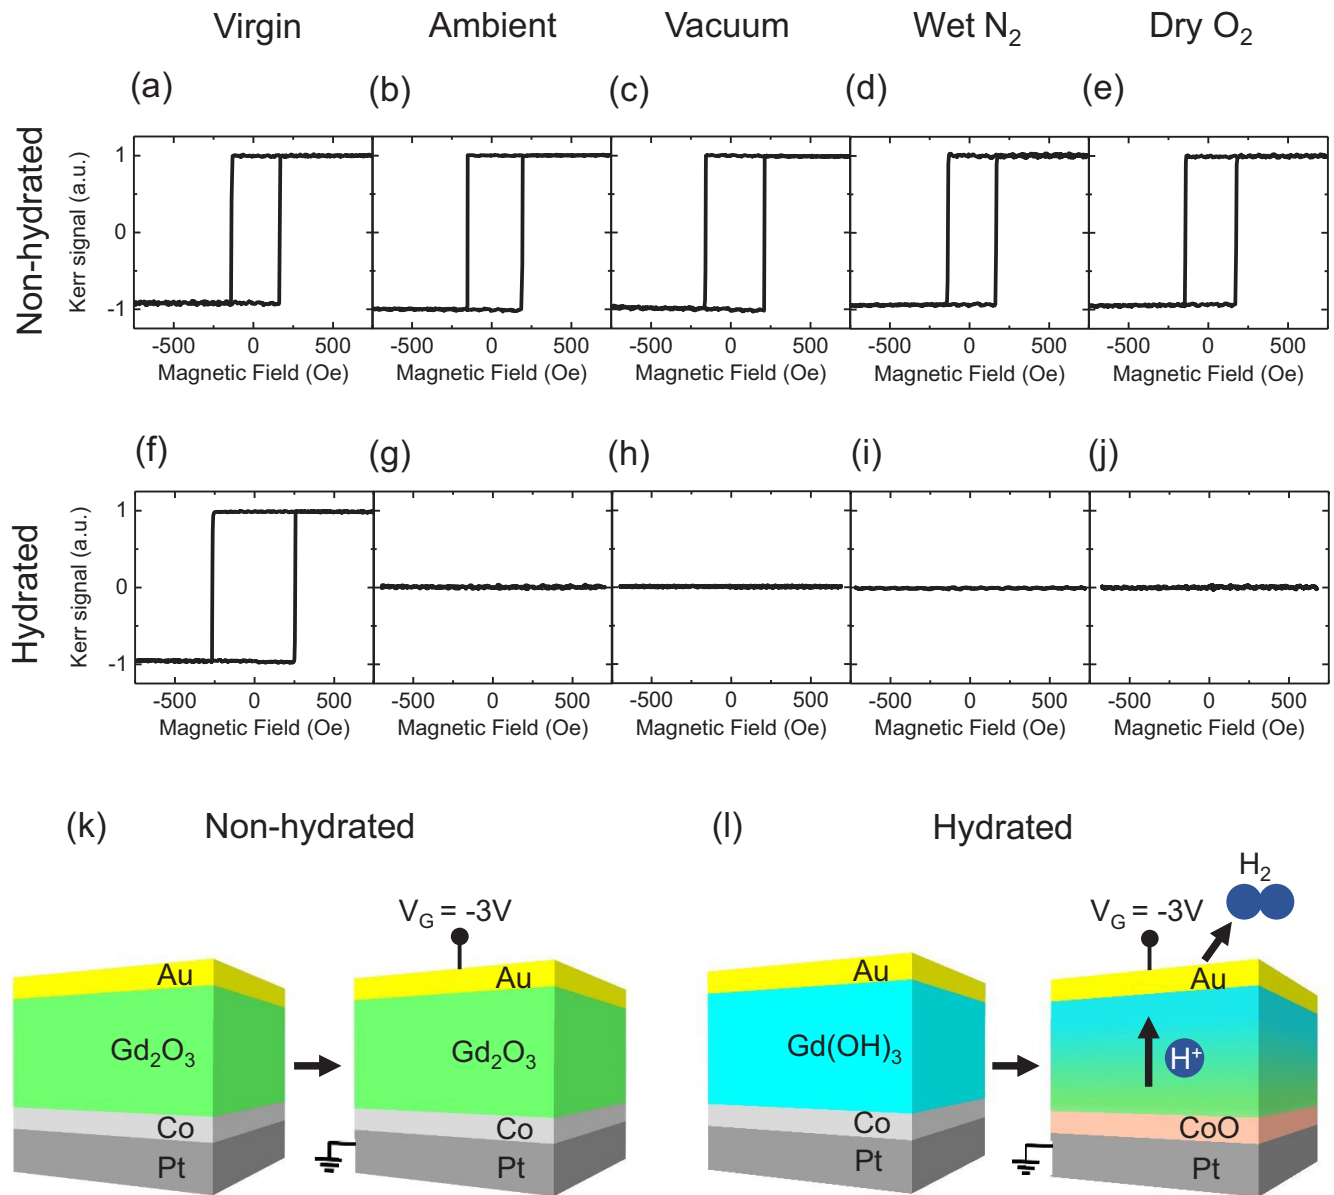 Virgin Ambient Vacuum Wet N₂ Dry O₂
(a) (b) (c) (d) (e)
Non-hydrated
Kerr signal (a.u.)
1
0
-1
-500 0 500 -500 0 500 -500 0 500 -500 0 500 -500 0 500
Magnetic Field (Oe) Magnetic Field (Oe) Magnetic Field (Oe) Magnetic Field (Oe) Magnetic Field (Oe)
(f) (g) (h) (i) (j)
Hydrated
Kerr signal (a.u.)
1
0
-1
-500 0 500 -500 0 500 -500 0 500 -500 0 500 -500 0 500
Magnetic Field (Oe) Magnetic Field (Oe) Magnetic Field (Oe) Magnetic Field (Oe) Magnetic Field (Oe)
(k) Non-hydrated
V_G = -3V
Au
Gd₂O₃
Co
Pt
Au
Gd₂O₃
Co
Pt
(l) Hydrated
H₂
V_G = -3V
Au
Gd(OH)₃
Co
Pt
Au
H⁺
CoO
Pt